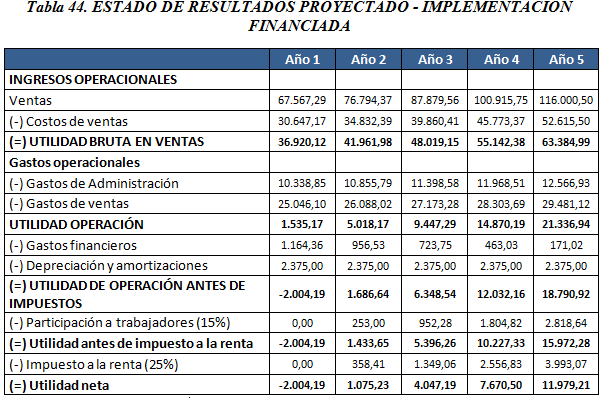 Tabla 44. ESTADO DE RESULTADOS PROYECTADO - IMPLEMENTACION
FINANCIADA
Año 1 Año 2 Año 3 Año 4 Año 5
INGRESOS OPERACIONALES
Ventas 67.567,29 76.794,37 87.879,56 100.915,75 116.000,50
(-) Costos de ventas 30.647,17 34.832,39 39.860,41 45.773,37 52.615,50
(=) UTILIDAD BRUTA EN VENTAS 36.920,12 41.961,98 48.019,15 55.142,38 63.384,99
Gastos operacionales
(-) Gastos de Administración 10.338,85 10.855,79 11.398,58 11.968,51 12.566,93
(-) Gastos de ventas 25.046,10 26.088,02 27.173,28 28.303,69 29.481,12
UTILIDAD OPERACIÓN 1.535,17 5.018,17 9.447,29 14.870,19 21.336,94
(-) Gastos financieros 1.164,36 956,53 723,75 463,03 171,02
(-) Depreciación y amortizaciones 2.375,00 2.375,00 2.375,00 2.375,00 2.375,00
(=) UTILIDAD DE OPERACIÓN ANTES DE
IMPUESTOS -2.004,19 1.686,64 6.348,54 12.032,16 18.790,92
(-) Participación a trabajadores (15%) 0,00 253,00 952,28 1.804,82 2.818,64
(=) Utilidad antes de impuesto a la renta -2.004,19 1.433,65 5.396,26 10.227,33 15.972,28
(-) Impuesto a la renta (25%) 0,00 358,41 1.349,06 2.556,83 3.993,07
(=) Utilidad neta -2.004,19 1.075,23 4.047,19 7.670,50 11.979,21